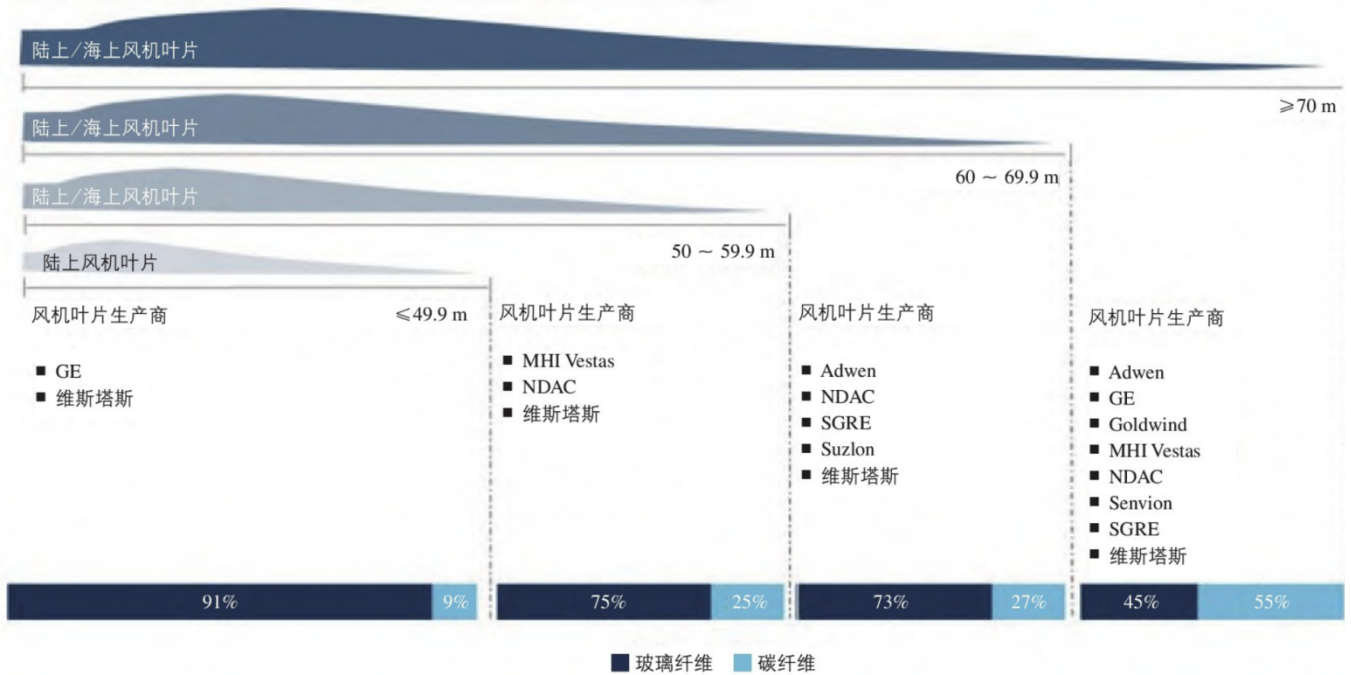 陆上/海上风机叶片
≥70 m
陆上/海上风机叶片
60 ~ 69.9 m
陆上/海上风机叶片
50 ~ 59.9 m
陆上风机叶片
≤49.9 m
风机叶片生产商
■ GE
■ 维斯塔斯
风机叶片生产商
■ MHI Vestas
■ NDAC
■ 维斯塔斯
风机叶片生产商
■ Adwen
■ NDAC
■ SGRE
■ Suzlon
■ 维斯塔斯
风机叶片生产商
■ Adwen
■ GE
■ Goldwind
■ MHI Vestas
■ NDAC
■ Senvion
■ SGRE
■ 维斯塔斯
91% 9% 75% 25% 73% 27% 45% 55%
玻璃纤维 碳纤维